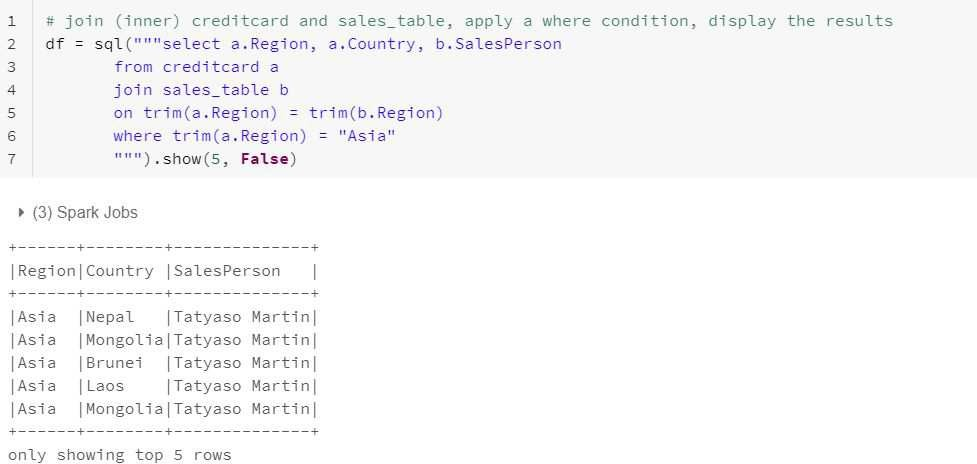 1 # join (inner) creditcard and sales_table, apply a where condition, display the results
2 df = sql("""select a.Region, a.Country, b.SalesPerson
3 from creditcard a
4 join sales_table b
5 on trim(a.Region) = trim(b.Region)
6 where trim(a.Region) = "Asia"
7 """).show(5, False)
(3) Spark Jobs
+------+--------+--------------+
|Region|Country |SalesPerson   |
+------+--------+--------------+
|Asia  |Nepal   |Tatyaso Martin|
|Asia  |Mongolia|Tatyaso Martin|
|Asia  |Brunei  |Tatyaso Martin|
|Asia  |Laos    |Tatyaso Martin|
|Asia  |Mongolia|Tatyaso Martin|
+------+--------+--------------+
only showing top 5 rows